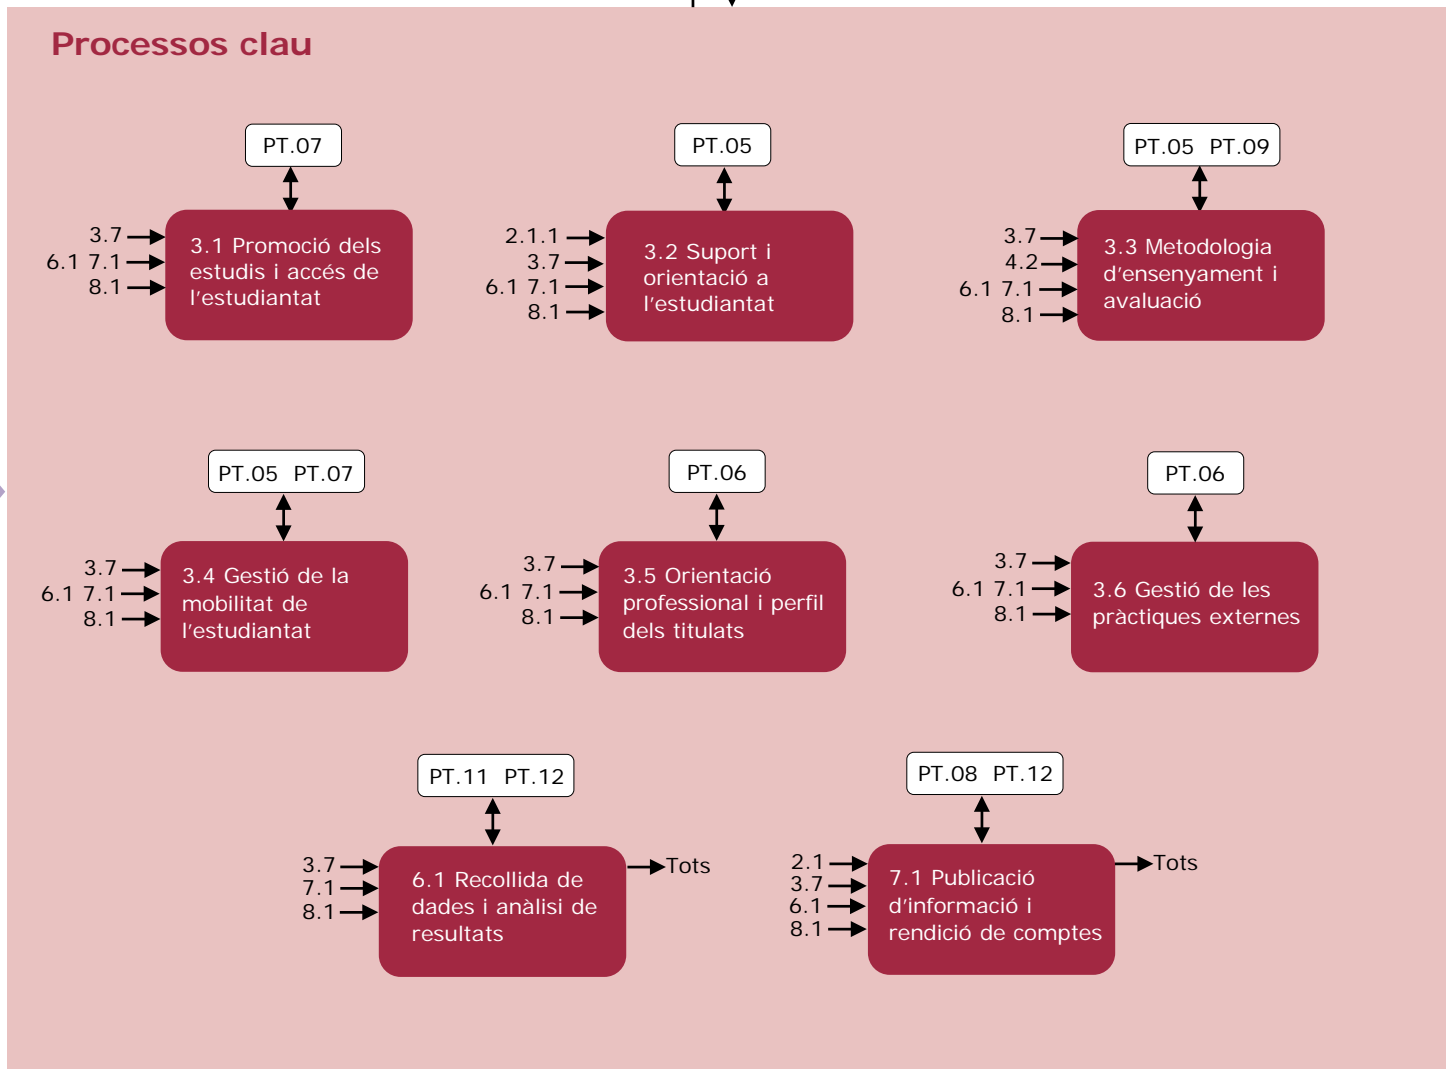 Processos clau
PT.07
3.7
6.1 7.1
8.1
3.1 Promoció dels
estudis i accés de
l'estudiantat
PT.05
2.1.1
3.7
6.1 7.1
8.1
3.2 Suport i
orientació a
l'estudiantat
PT.05 PT.09
3.7
4.2
6.1 7.1
8.1
3.3 Metodologia
d'ensenyament i
avaluació
PT.05 PT.07
3.7
6.1 7.1
8.1
3.4 Gestió de la
mobilitat de
l'estudiantat
PT.06
3.7
6.1 7.1
8.1
3.5 Orientació
professional i perfil
dels titulats
PT.06
3.7
6.1 7.1
8.1
3.6 Gestió de les
pràctiques externes
PT.11 PT.12
3.7
7.1
8.1
6.1 Recollida de
dades i anàlisi de
resultats
Tots
PT.08 PT.12
2.1
3.7
6.1
8.1
7.1 Publicació
d'informació i
rendició de comptes
Tots